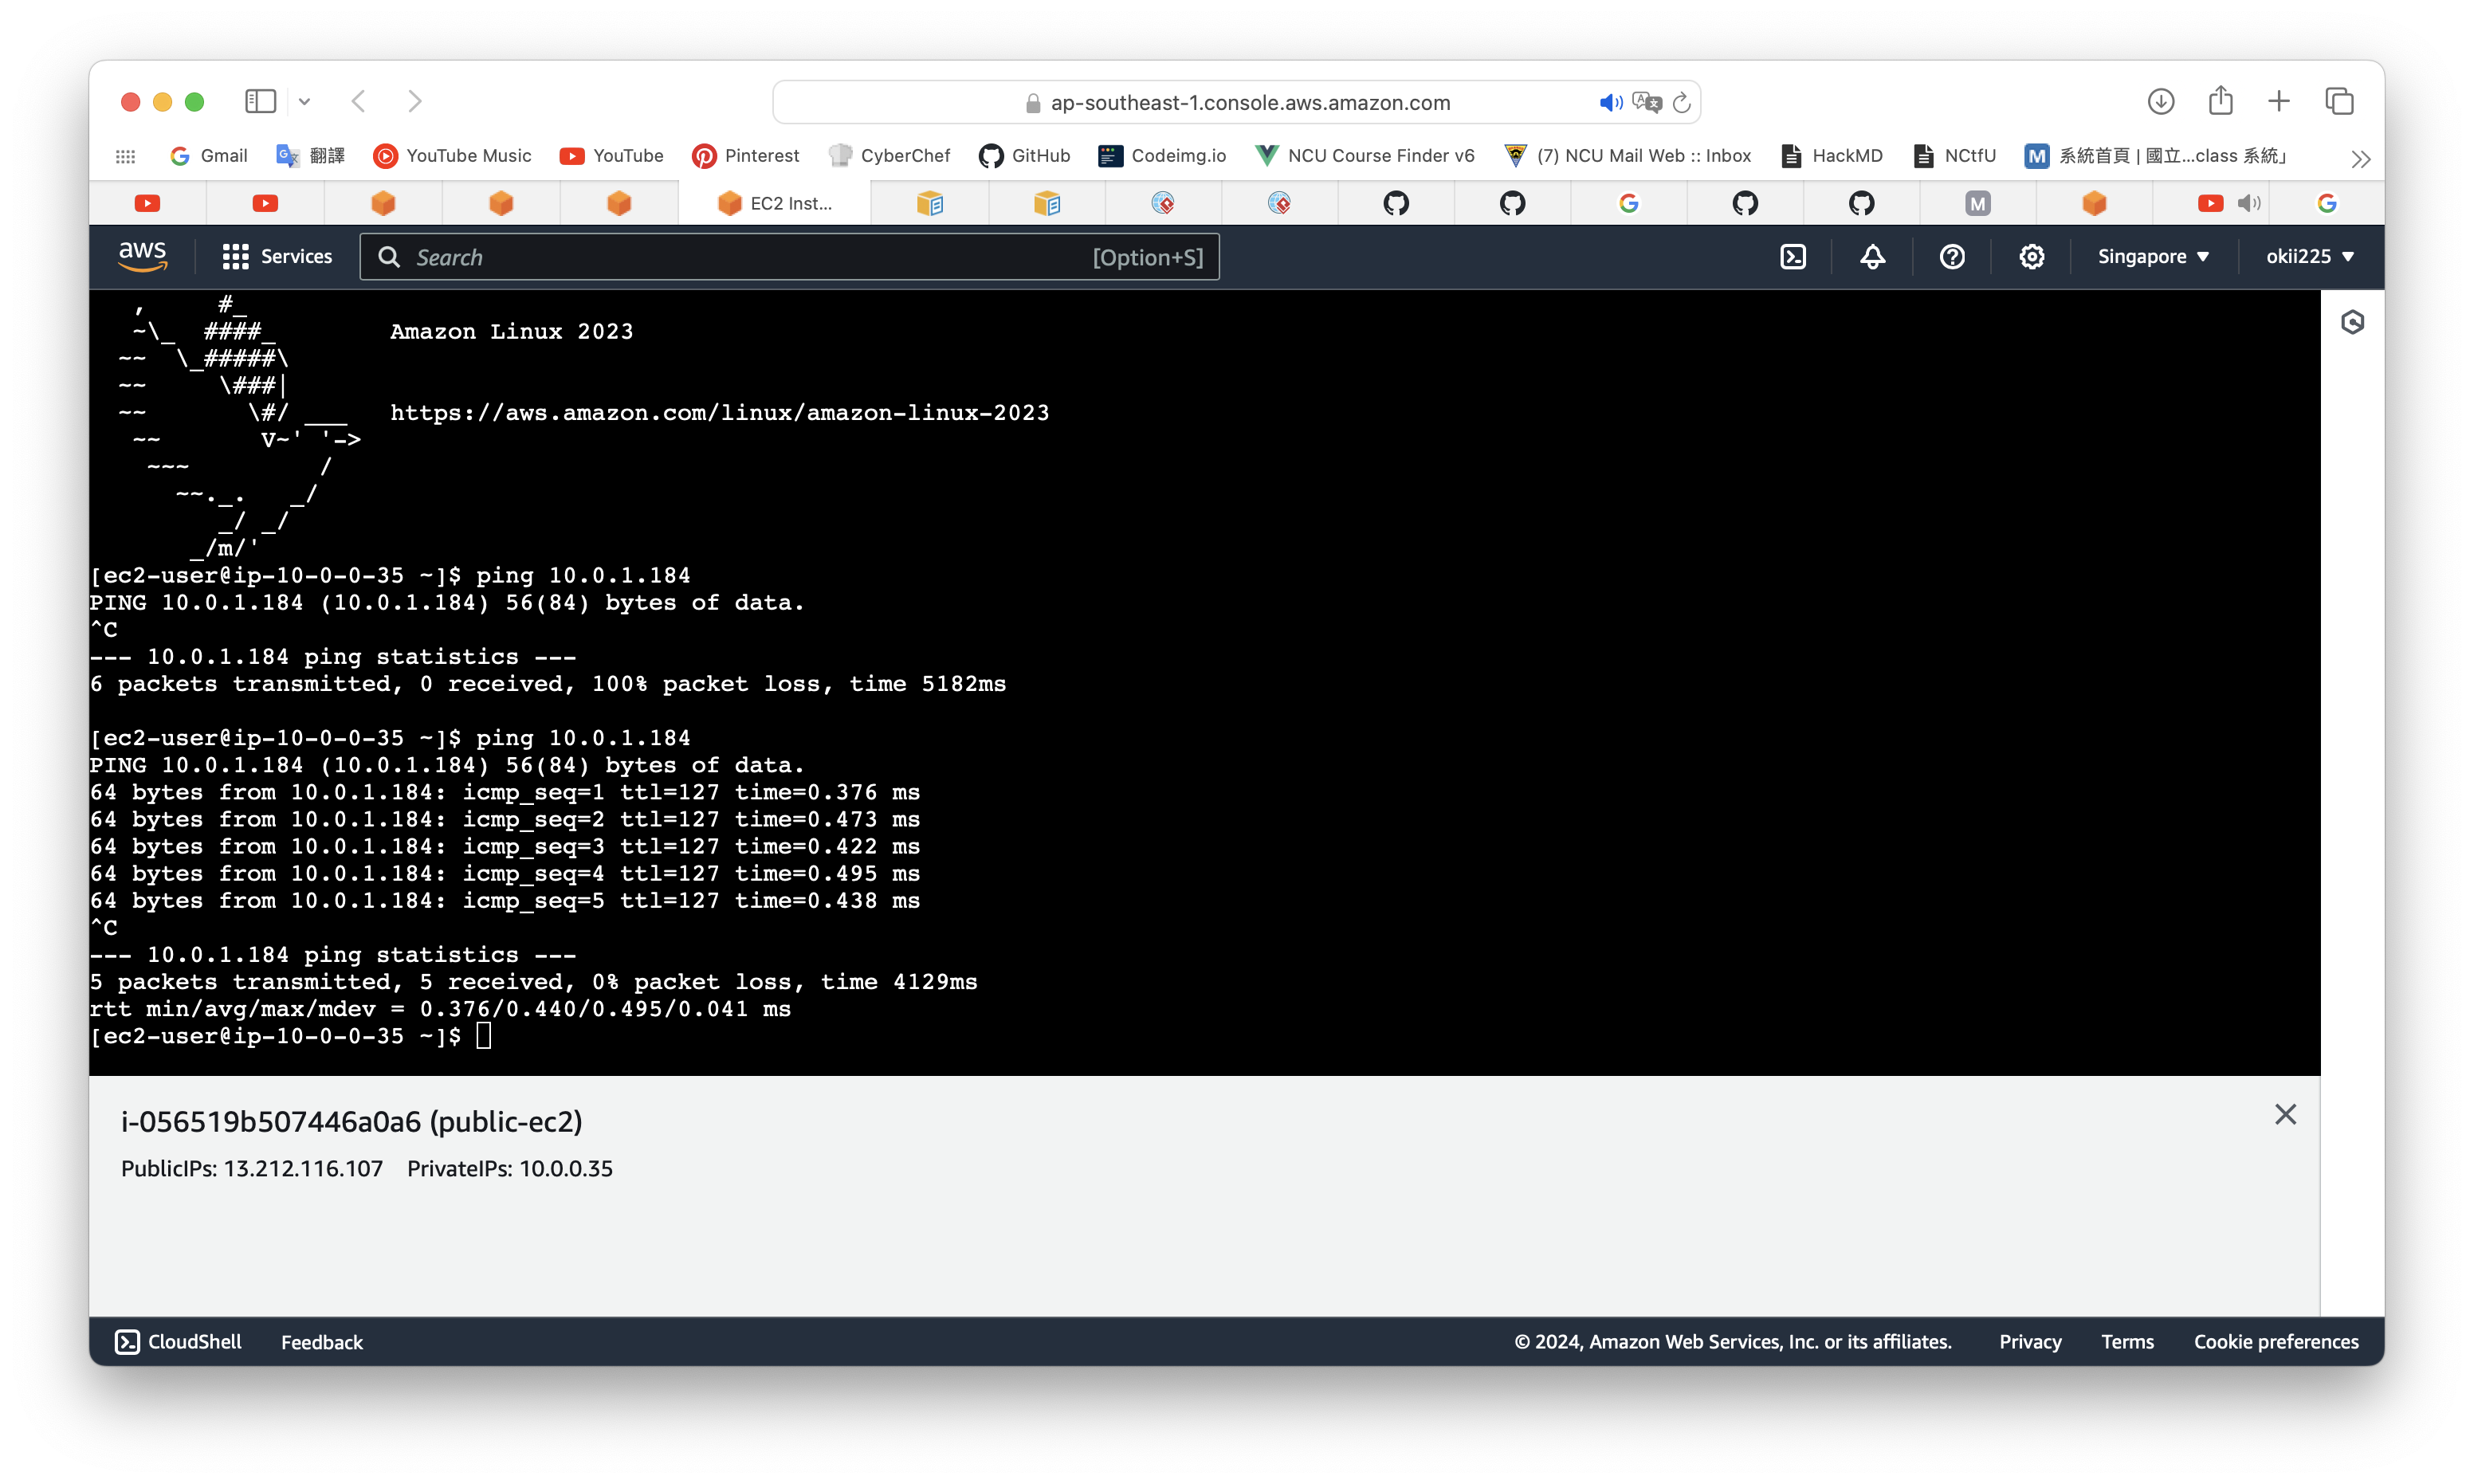 ap-southeast-1.console.aws.amazon.com
Gmail 翻譯 YouTube Music YouTube Pinterest CyberChef GitHub Codeimg.io NCU Course Finder v6 (7) NCU Mail Web :: Inbox HackMD NCtfU M 系統首頁 | 國立...class 系統」
EC2 Inst... M
aws Services Search [Option+S] Singapore okii225
   ,     #_
   ~\_  ####_        Amazon Linux 2023
  ~~  \_#####\
  ~~     \###|
  ~~       \#/ ___   https://aws.amazon.com/linux/amazon-linux-2023
   ~~       V~' '->
    ~~~         /
      ~~._.   _/
         _/ _/
       _/m/'
[ec2-user@ip-10-0-0-35 ~]$ ping 10.0.1.184
PING 10.0.1.184 (10.0.1.184) 56(84) bytes of data.
^C
--- 10.0.1.184 ping statistics ---
6 packets transmitted, 0 received, 100% packet loss, time 5182ms
[ec2-user@ip-10-0-0-35 ~]$ ping 10.0.1.184
PING 10.0.1.184 (10.0.1.184) 56(84) bytes of data.
64 bytes from 10.0.1.184: icmp_seq=1 ttl=127 time=0.376 ms
64 bytes from 10.0.1.184: icmp_seq=2 ttl=127 time=0.473 ms
64 bytes from 10.0.1.184: icmp_seq=3 ttl=127 time=0.422 ms
64 bytes from 10.0.1.184: icmp_seq=4 ttl=127 time=0.495 ms
64 bytes from 10.0.1.184: icmp_seq=5 ttl=127 time=0.438 ms
^C
--- 10.0.1.184 ping statistics ---
5 packets transmitted, 5 received, 0% packet loss, time 4129ms
rtt min/avg/max/mdev = 0.376/0.440/0.495/0.041 ms
[ec2-user@ip-10-0-0-35 ~]$
i-056519b507446a0a6 (public-ec2)
PublicIPs: 13.212.116.107 PrivateIPs: 10.0.0.35
CloudShell Feedback © 2024, Amazon Web Services, Inc. or its affiliates. Privacy Terms Cookie preferences